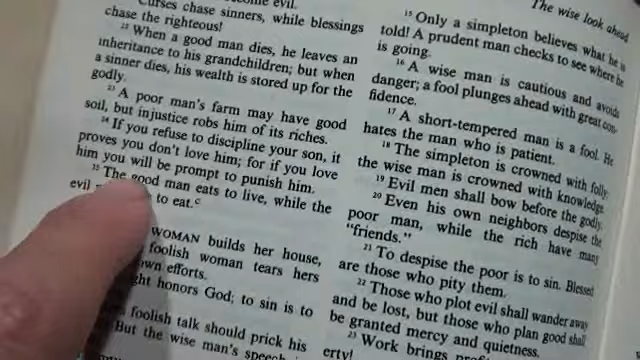 Curses chase sinners, while blessings
chase the righteous!
22 When a good man dies, he leaves an
inheritance to his grandchildren; but when
a sinner dies, his wealth is stored up for the
godly.
23 A poor man's farm may have good
soil, but injustice robs him of its riches.
24 If you refuse to discipline your son, it
proves you don't love him; for if you love
him you will be prompt to punish him.
25 The good man eats to live, while the
evil to eat.c
WOMAN builds her house,
foolish woman tears hers
own efforts.
honors God; to sin is to
foolish talk should prick his
But the wise man's speech
The wise look ahead
15 Only a simpleton believes what he is
told! A prudent man checks to see where he
is going.
16 A wise man is cautious and avoids
danger; a fool plunges ahead with great con-
fidence.
17 A short-tempered man is a fool. He
hates the man who is patient.
18 The simpleton is crowned with folly;
the wise man is crowned with knowledge.
19 Evil men shall bow before the godly.
20 Even his own neighbors despise the
poor man, while the rich have many
"friends."
21 To despise the poor is to sin. Blessed
are those who pity them.
22 Those who plot evil shall wander away
and be lost, but those who plan good shall
be granted mercy and quietness.
23 Work brings
erty!